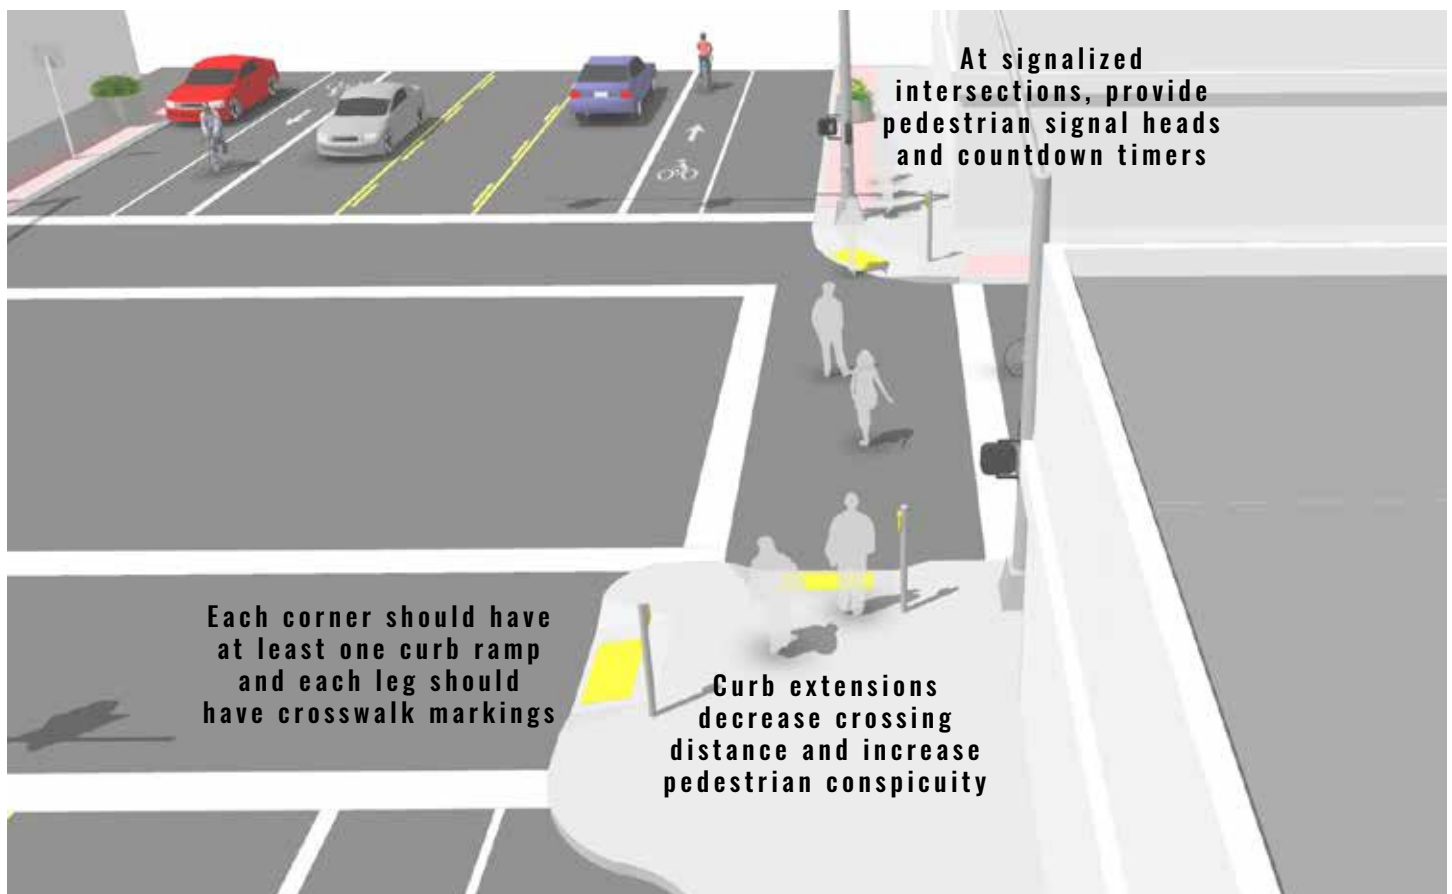 At signalized
intersections, provide
pedestrian signal heads
and countdown timers
Each corner should have
at least one curb ramp
and each leg should
have crosswalk markings
Curb extensions
decrease crossing
distance and increase
pedestrian conspicuity